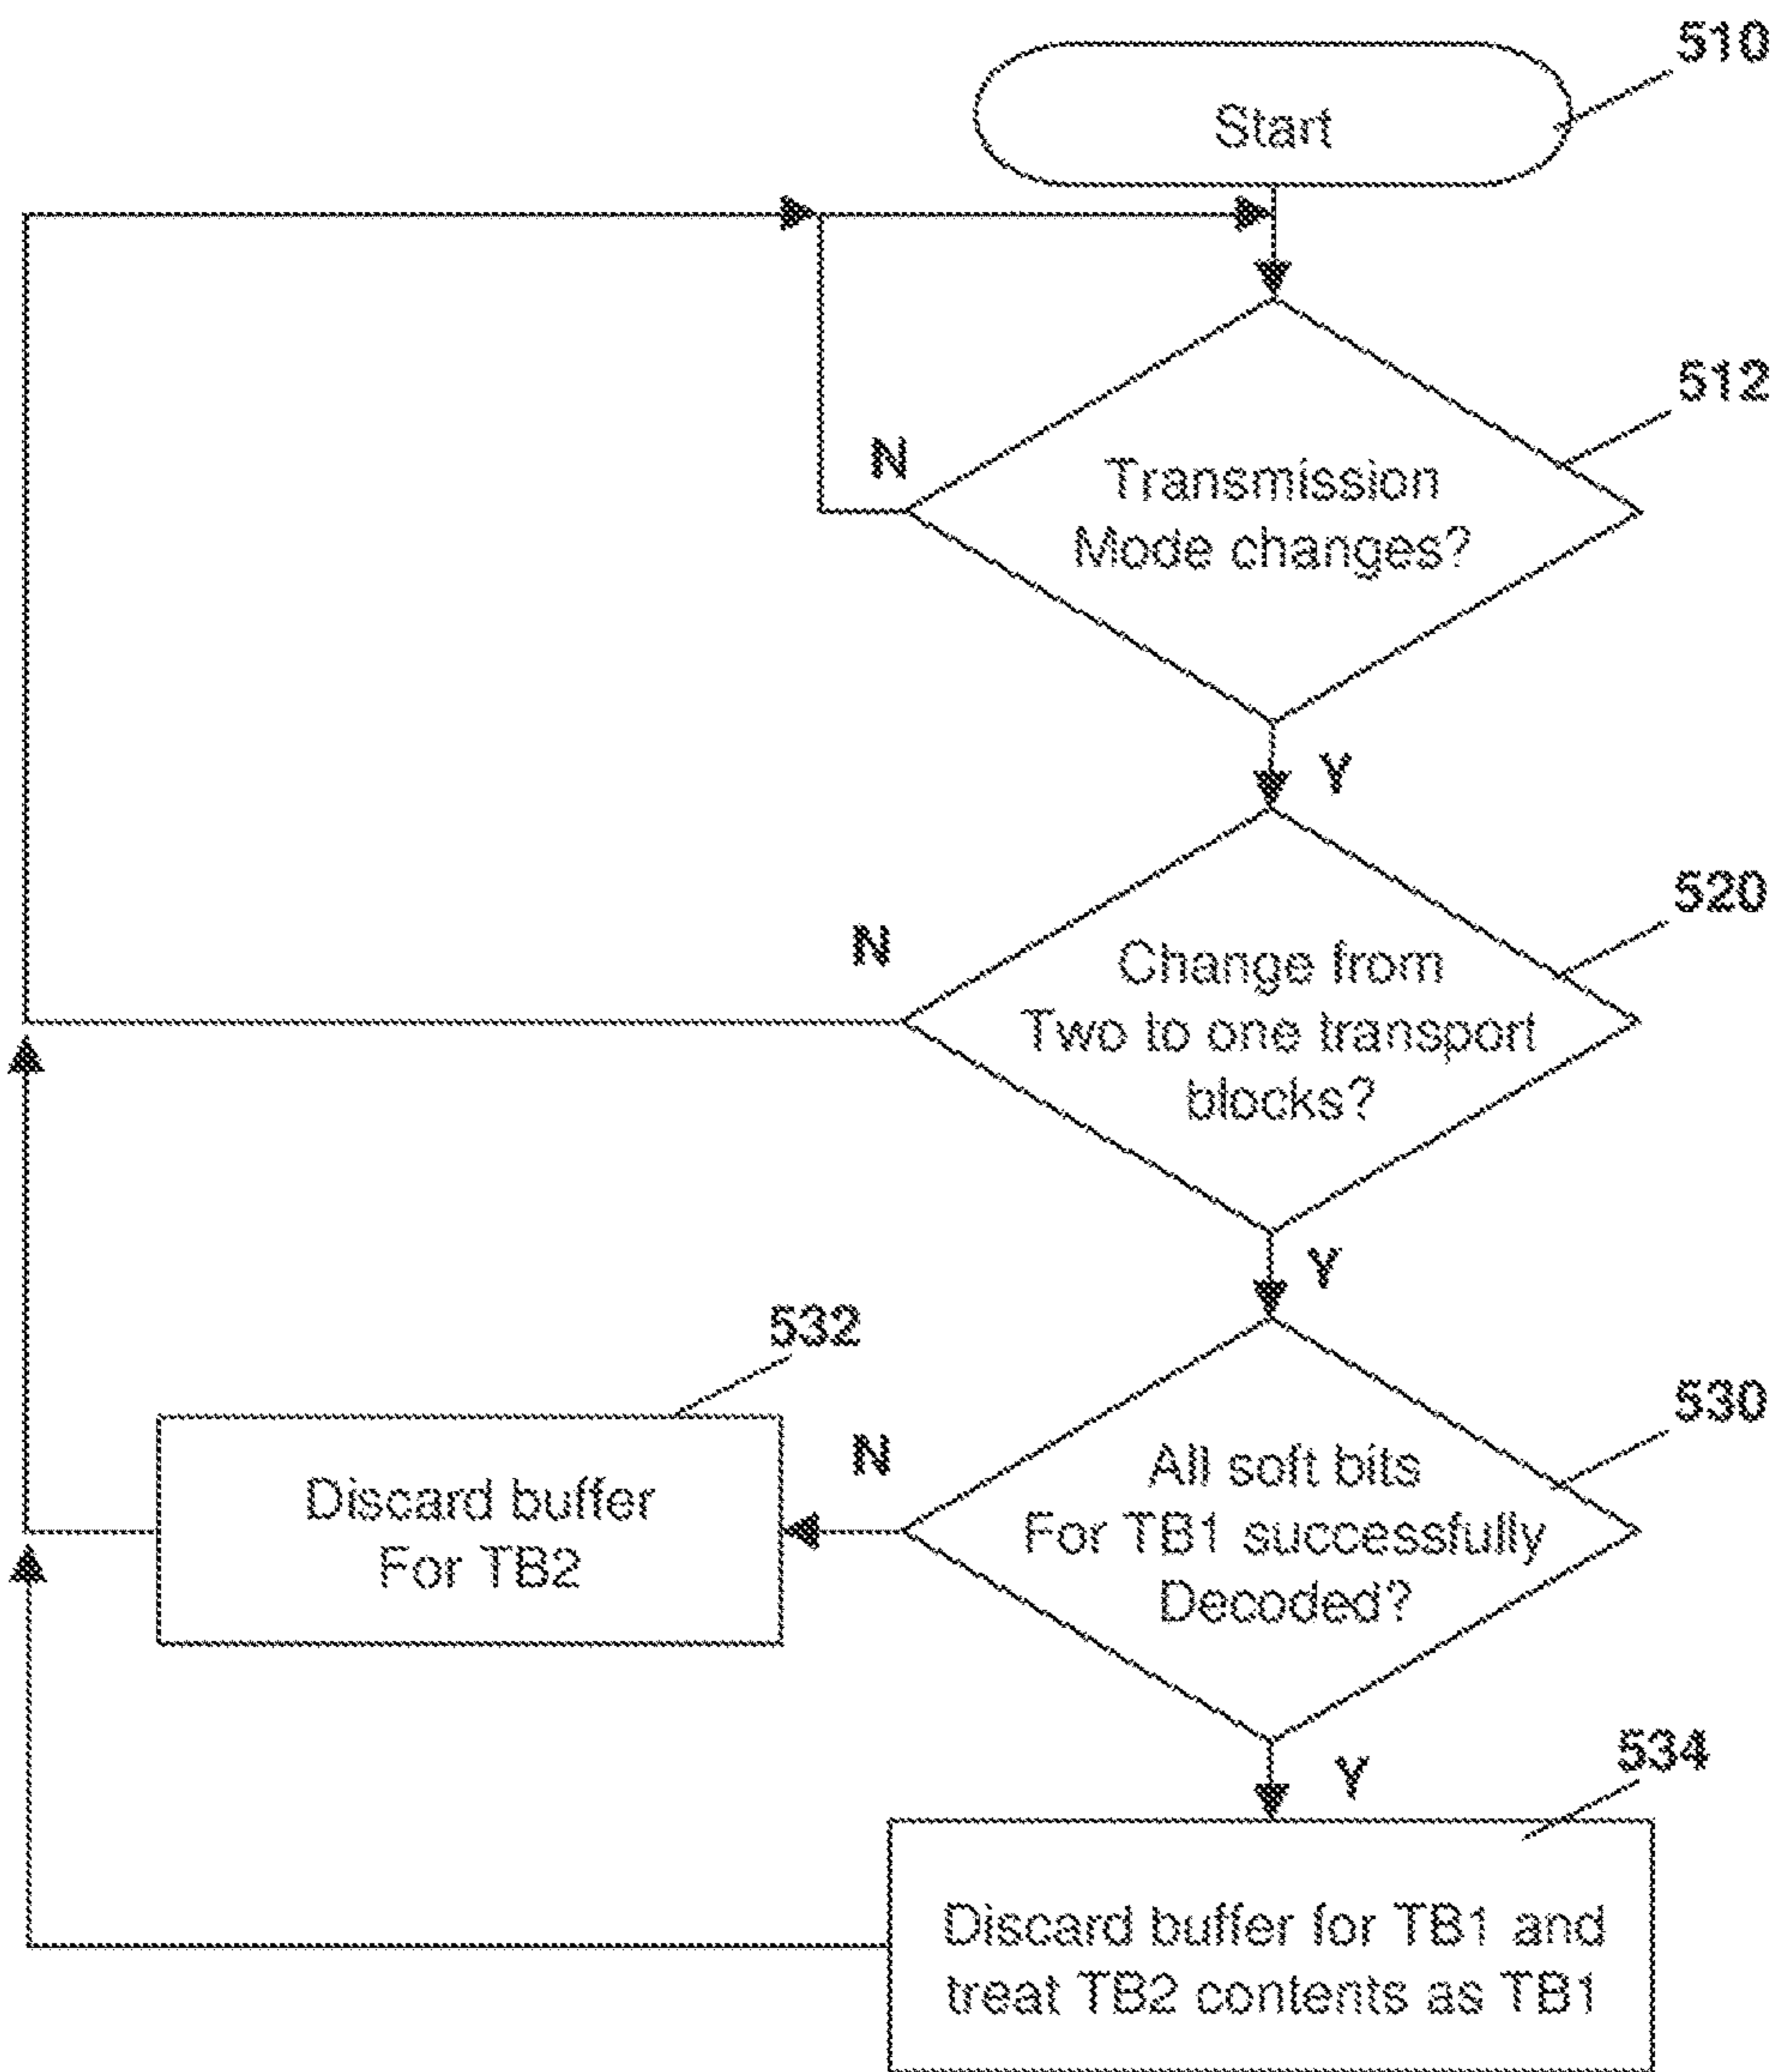 510
Start
512
N
Transmission
Mode changes?
Y
520
N
Change from
Two to one transport
blocks?
Y
532
530
Discard buffer
For TB2
N
All soft bits
For TB1 successfully
Decoded?
Y
534
Discard buffer for TB1 and
treat TB2 contents as TB1